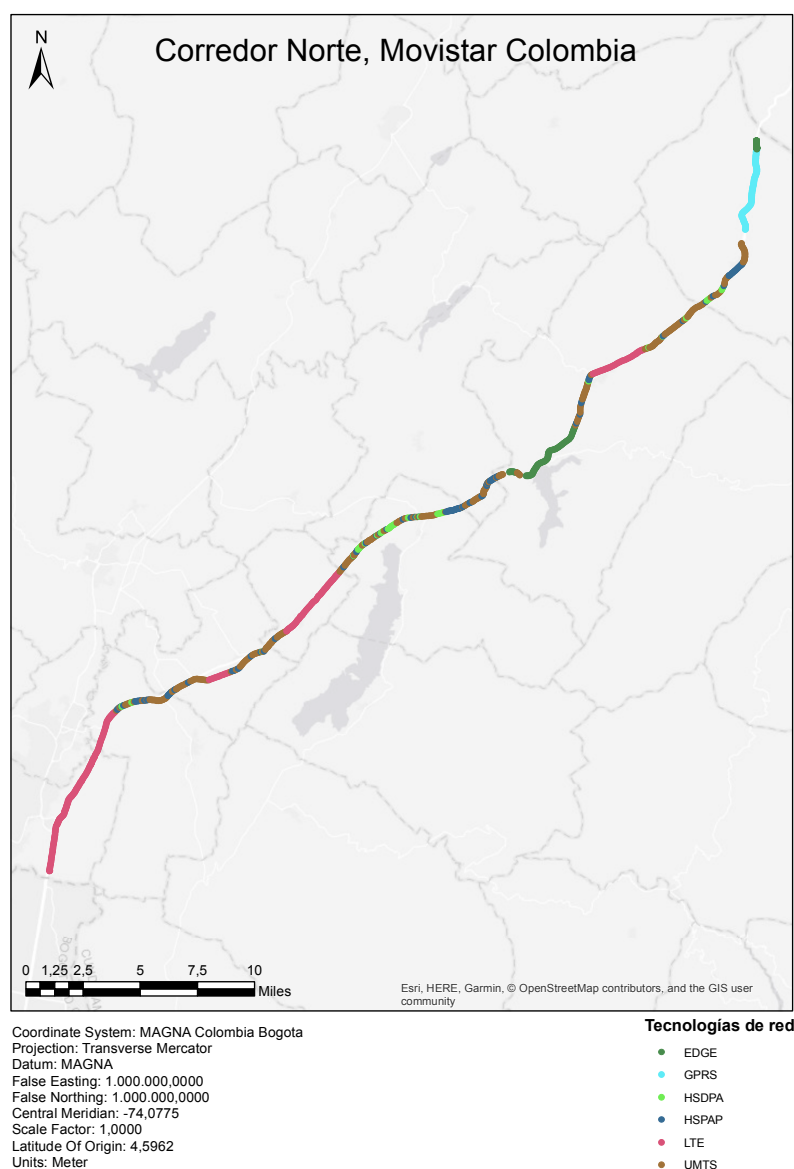 N
Corredor Norte, Movistar Colombia
0 1,25 2,5 5 7,5 10
Miles
Esri, HERE, Garmin, © OpenStreetMap contributors, and the GIS user
community
Coordinate System: MAGNA Colombia Bogota
Projection: Transverse Mercator
Datum: MAGNA
False Easting: 1.000.000,0000
False Northing: 1.000.000,0000
Central Meridian: -74,0775
Scale Factor: 1,0000
Latitude Of Origin: 4,5962
Units: Meter
Tecnologías de red
EDGE
GPRS
HSDPA
HSPAP
LTE
UMTS